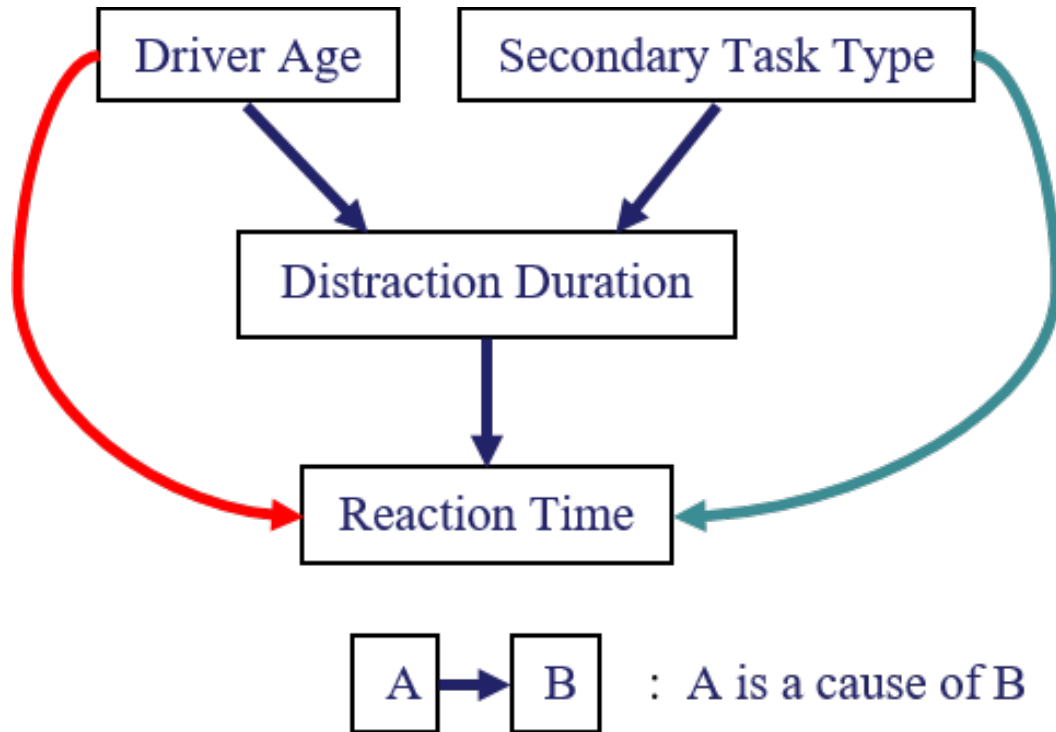 Driver Age
Secondary Task Type
Distraction Duration
Reaction Time
A B : A is a cause of B